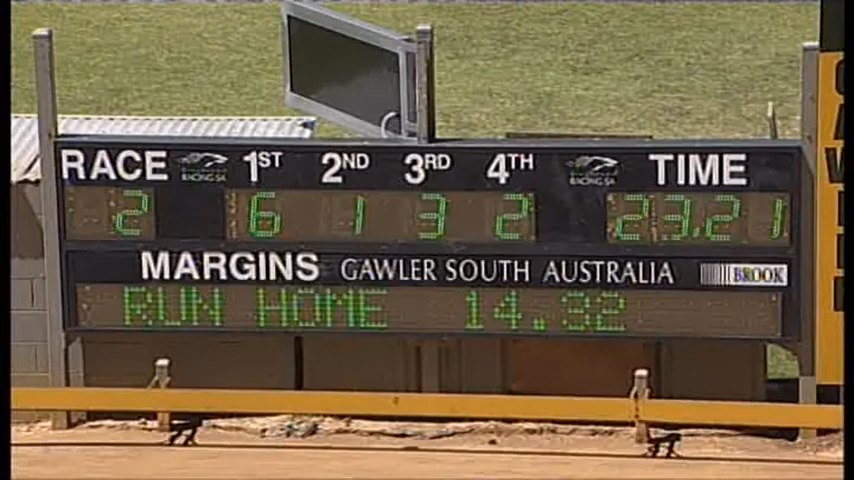 RACE 1ST 2ND 3RD 4TH TIME
2 6 1 3 2 23.21
MARGINS GAWLER SOUTH AUSTRALIA BROOK
RUN HOME 14.32